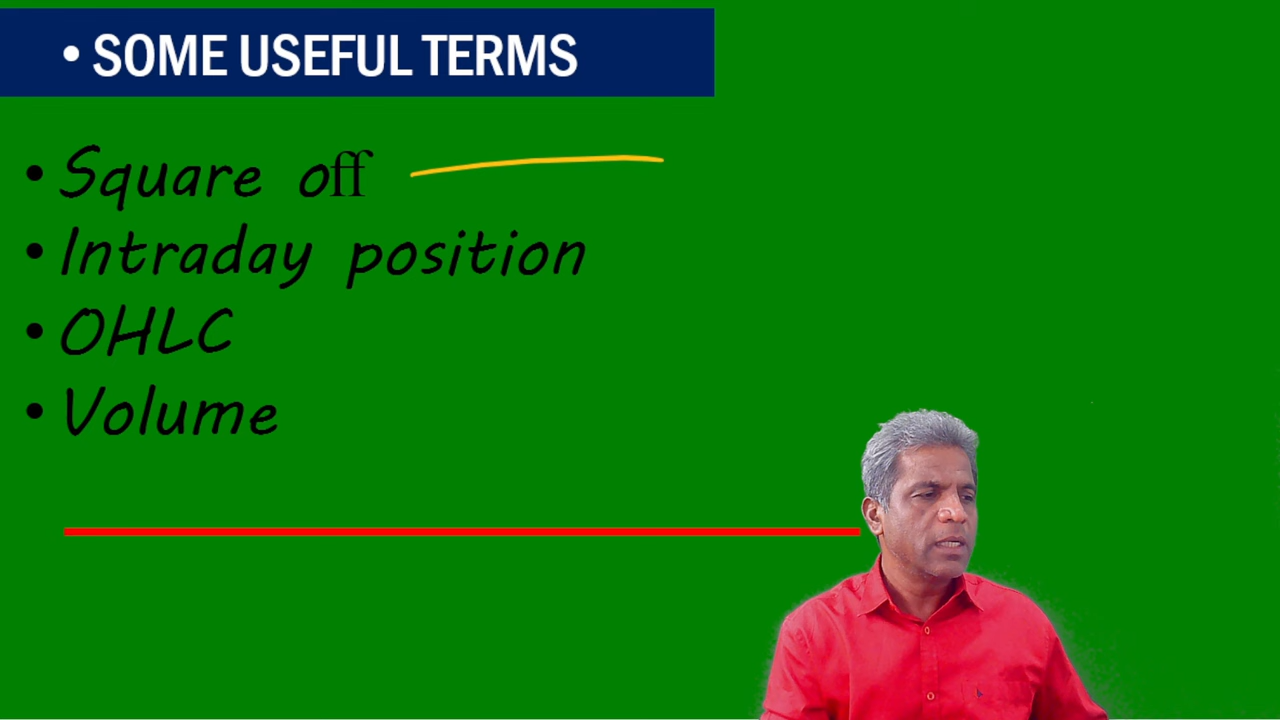 • SOME USEFUL TERMS
• Square off
• Intraday position
• OHLC
• Volume